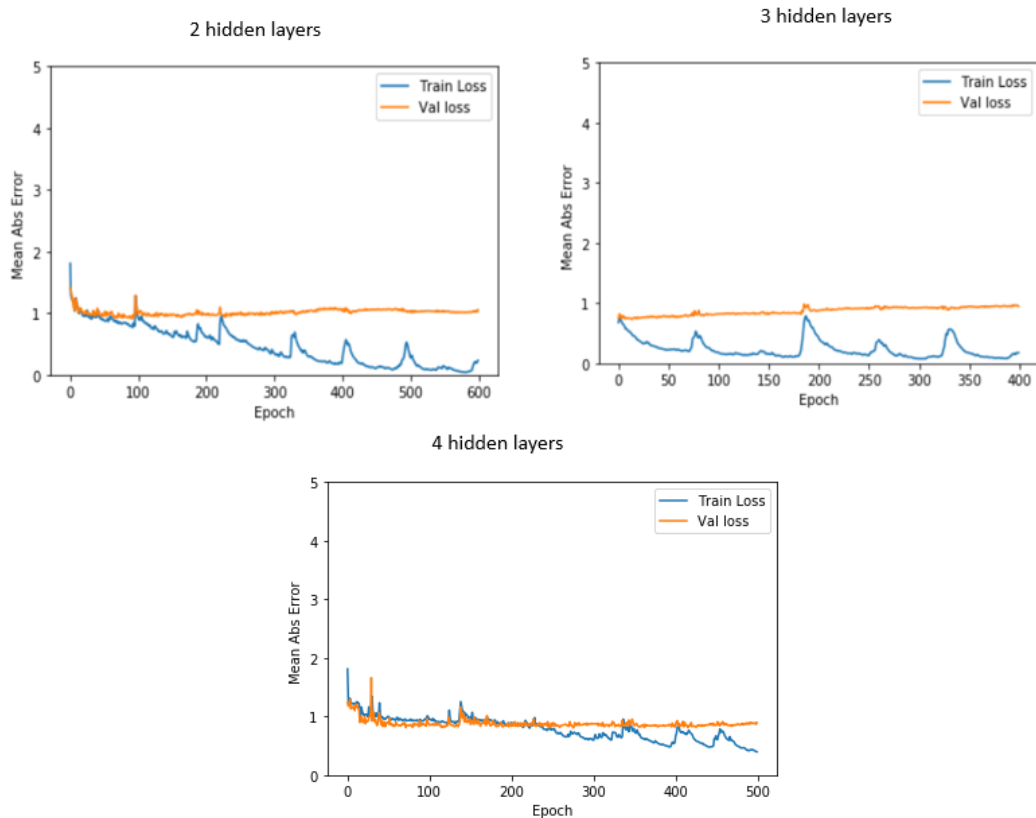 2 hidden layers
5
4
3
2
1
0
Mean Abs Error
Train Loss
Val loss
0 100 200 300 400 500 600
Epoch
3 hidden layers
5
4
3
2
1
0
Mean Abs Error
Train Loss
Val loss
0 50 100 150 200 250 300 350 400
Epoch
4 hidden layers
5
4
3
2
1
0
Mean Abs Error
Train Loss
Val loss
0 100 200 300 400 500
Epoch